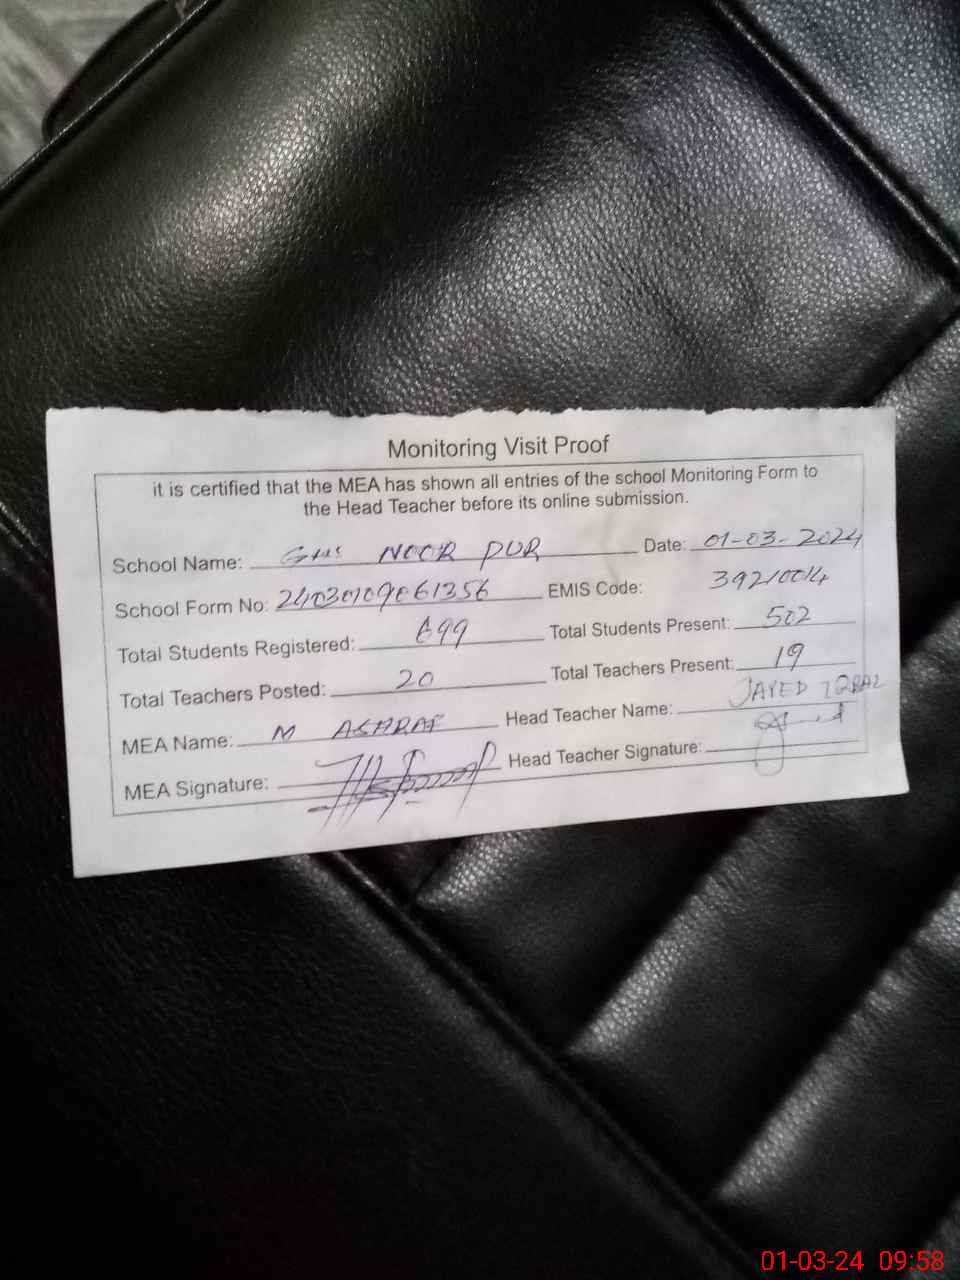 Monitoring Visit Proof
it is certified that the MEA has shown all entries of the school Monitoring Form to
the Head Teacher before its online submission.
School Name: GHS NOOR PUR Date: 01-03-2024
School Form No: 24030109061356 EMIS Code: 39210014
Total Students Registered: 699 Total Students Present: 502
Total Teachers Posted: 20 Total Teachers Present: 19
MEA Name: M ASHRAF Head Teacher Name: JAVED IQBAL
MEA Signature: Head Teacher Signature:
01-03-24 09:58